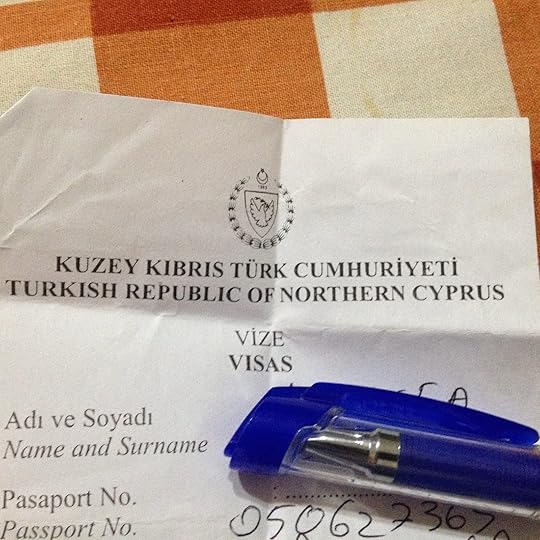 KUZEY KIBRIS TÜRK CUMHURİYETİ
TURKISH REPUBLIC OF NORTHERN CYPRUS
VİZE
VISAS
Adı ve Soyadı
Name and Surname
Pasaport No.
Passport No.